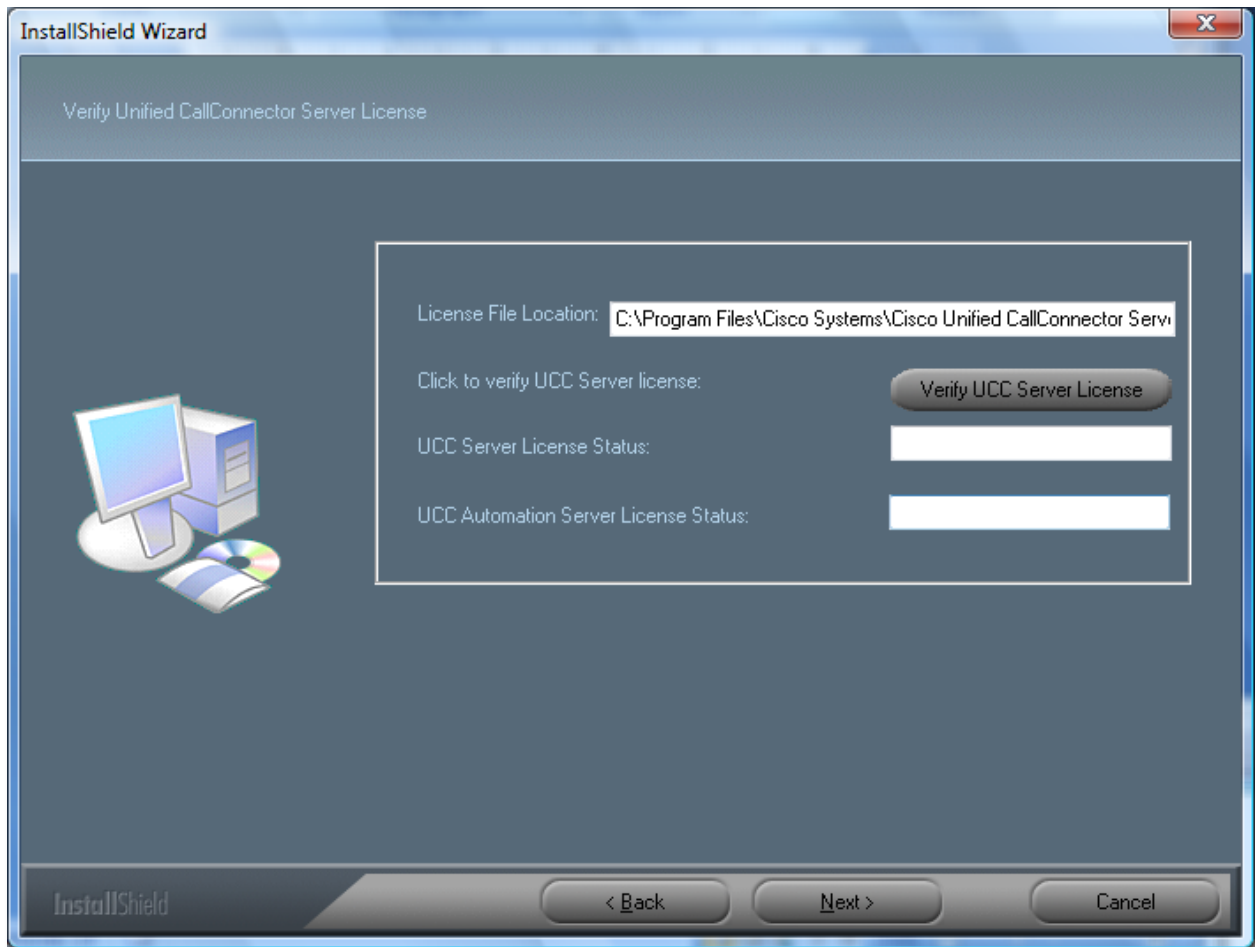 InstallShield Wizard
Verify Unified CallConnector Server License
License File Location: C:\Program Files\Cisco Systems\Cisco Unified CallConnector Serv
Click to verify UCC Server license: Verify UCC Server License
UCC Server License Status:
UCC Automation Server License Status:
InstallShield < Back Next > Cancel